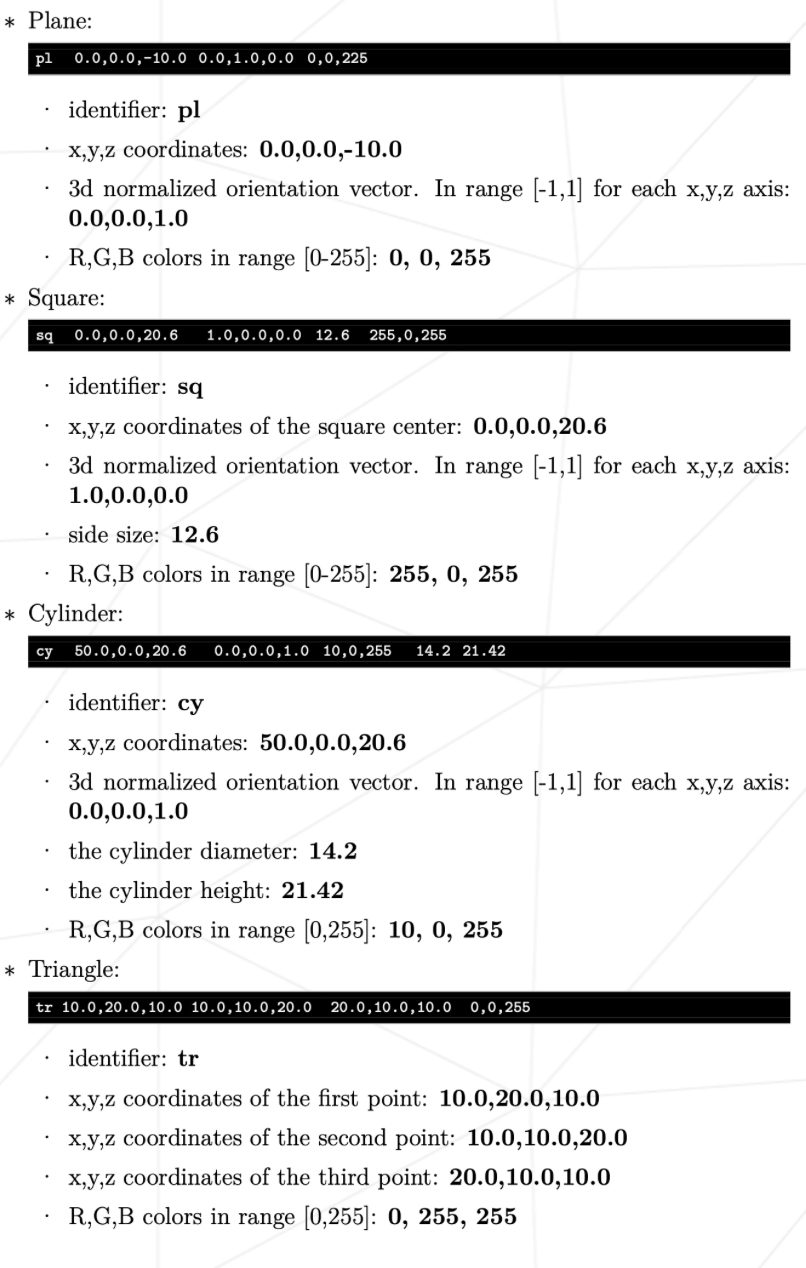 * Plane:
pl 0.0,0.0,-10.0 0.0,1.0,0.0 0,0,225
· identifier: pl
· x,y,z coordinates: 0.0,0.0,-10.0
· 3d normalized orientation vector. In range [-1,1] for each x,y,z axis:
0.0,0.0,1.0
· R,G,B colors in range [0-255]: 0, 0, 255
* Square:
sq 0.0,0.0,20.6 1.0,0.0,0.0 12.6 255,0,255
· identifier: sq
· x,y,z coordinates of the square center: 0.0,0.0,20.6
· 3d normalized orientation vector. In range [-1,1] for each x,y,z axis:
1.0,0.0,0.0
· side size: 12.6
· R,G,B colors in range [0-255]: 255, 0, 255
* Cylinder:
cy 50.0,0.0,20.6 0.0,0.0,1.0 10,0,255 14.2 21.42
· identifier: cy
· x,y,z coordinates: 50.0,0.0,20.6
· 3d normalized orientation vector. In range [-1,1] for each x,y,z axis:
0.0,0.0,1.0
· the cylinder diameter: 14.2
· the cylinder height: 21.42
· R,G,B colors in range [0,255]: 10, 0, 255
* Triangle:
tr 10.0,20.0,10.0 10.0,10.0,20.0 20.0,10.0,10.0 0,0,255
· identifier: tr
· x,y,z coordinates of the first point: 10.0,20.0,10.0
· x,y,z coordinates of the second point: 10.0,10.0,20.0
· x,y,z coordinates of the third point: 20.0,10.0,10.0
· R,G,B colors in range [0,255]: 0, 255, 255